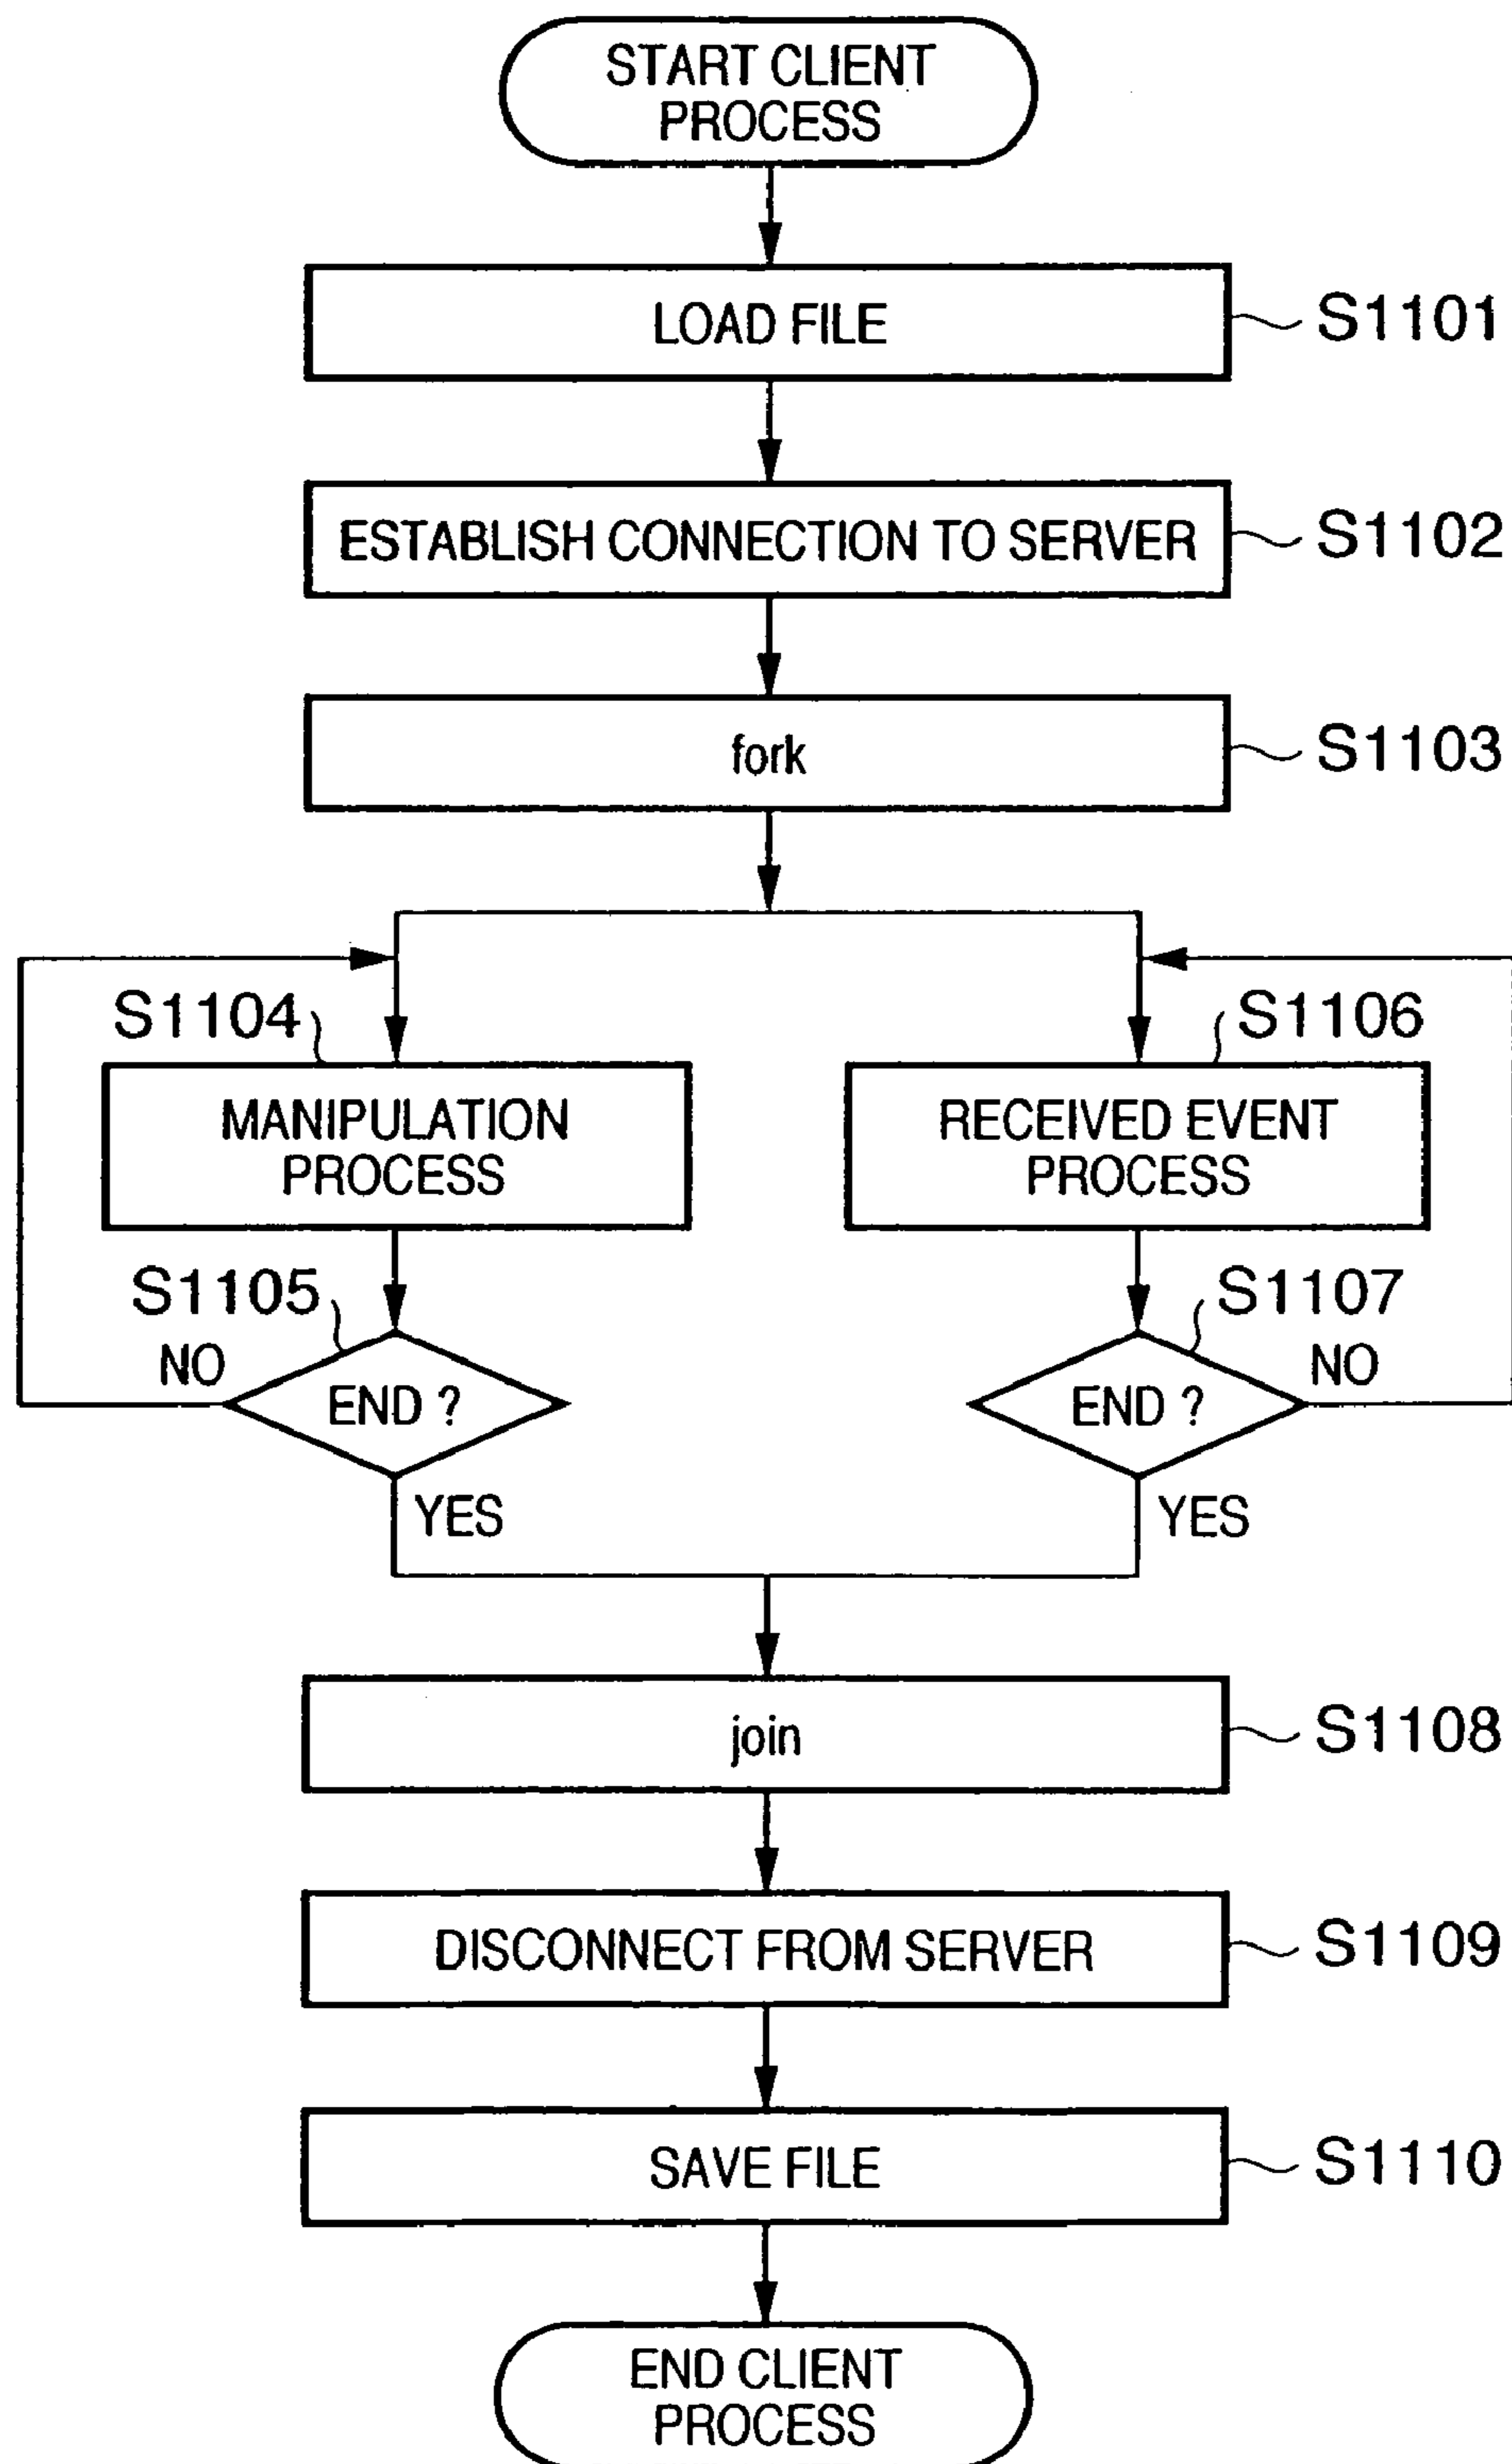 START CLIENT
PROCESS
LOAD FILE
S1101
ESTABLISH CONNECTION TO SERVER
S1102
fork
S1103
S1104
MANIPULATION
PROCESS
S1106
RECEIVED EVENT
PROCESS
S1105
NO
END ?
YES
S1107
NO
END ?
YES
join
S1108
DISCONNECT FROM SERVER
S1109
SAVE FILE
S1110
END CLIENT
PROCESS